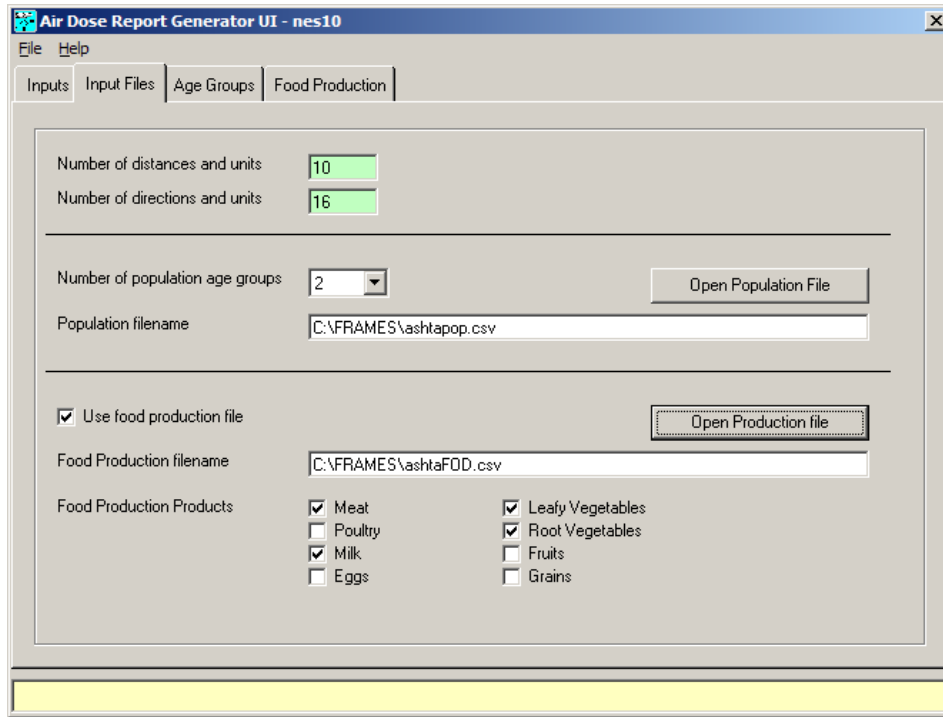 Air Dose Report Generator UI - nes10
File Help
Inputs Input Files Age Groups Food Production
Number of distances and units 10
Number of directions and units 16
Number of population age groups 2 Open Population File
Population filename C:\FRAMES\ashtapop.csv
Use food production file Open Production file
Food Production filename C:\FRAMES\ashtaFOD.csv
Food Production Products Meat Leafy Vegetables
Poultry Root Vegetables
Milk Fruits
Eggs Grains